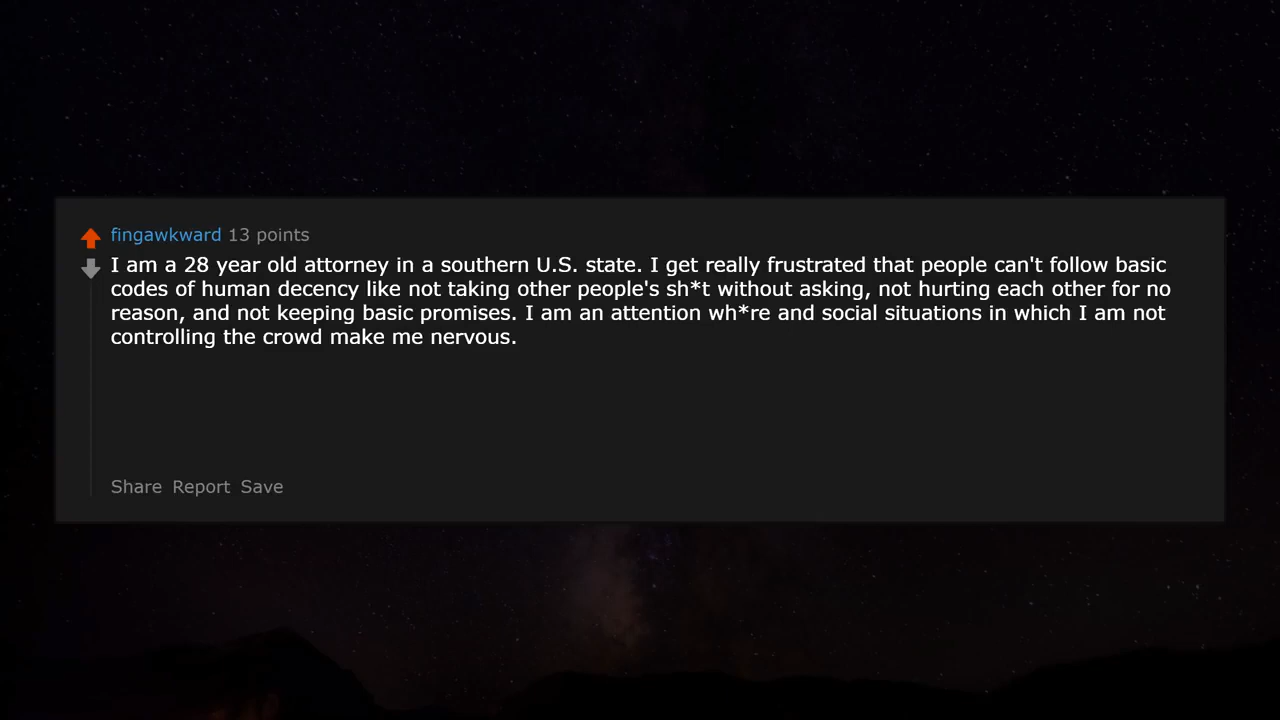 fingawkward 13 points
I am a 28 year old attorney in a southern U.S. state. I get really frustrated that people can't follow basic
codes of human decency like not taking other people's sh*t without asking, not hurting each other for no
reason, and not keeping basic promises. I am an attention wh*re and social situations in which I am not
controlling the crowd make me nervous.
Share Report Save